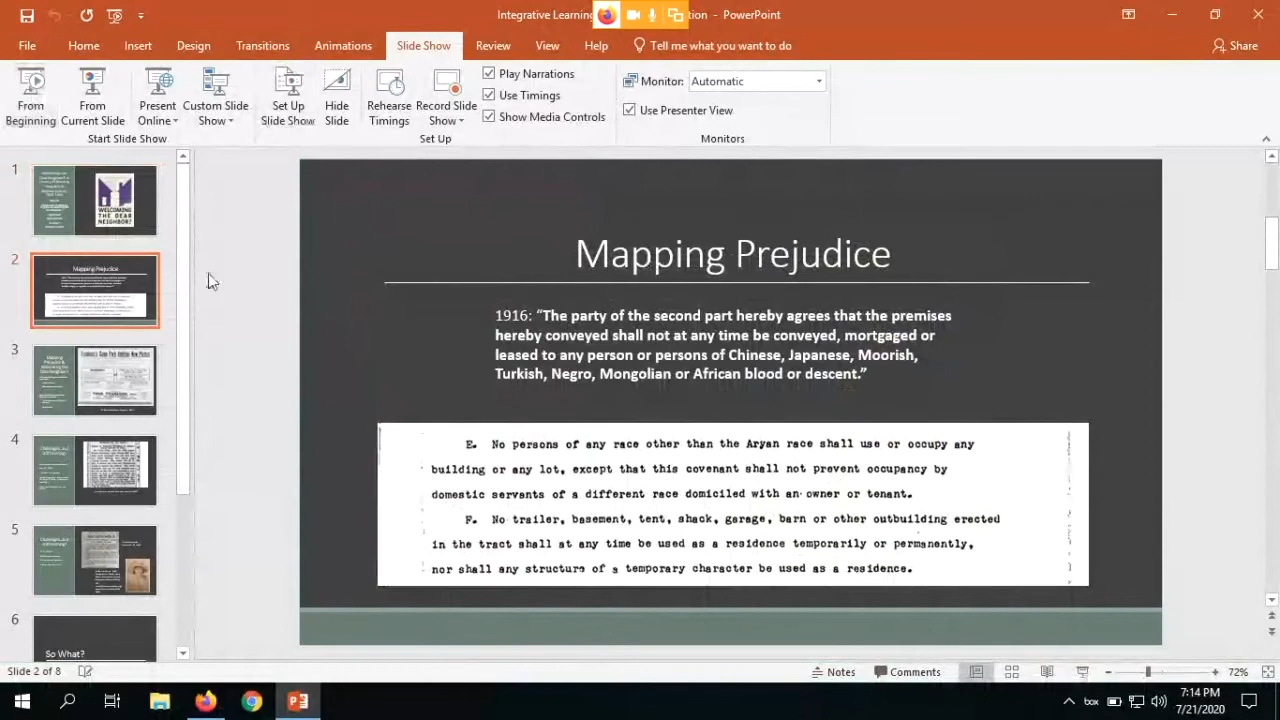 Integrative Learning
tion - PowerPoint
File
Home
Insert
Design
Transitions
Animations
Slide Show
Review
View
Help
Tell me what you want to do
Share
From Beginning
From Current Slide
Present Online
Custom Slide Show
Set Up Slide Show
Hide Slide
Rehearse Timings
Record Slide Show
Play Narrations
Use Timings
Show Media Controls
Monitor: Automatic
Use Presenter View
Start Slide Show
Set Up
Monitors
1
WELCOMING
THE DEAR
NEIGHBOR?
2
Mapping Prejudice
3
4
5
6
So What?
Mapping Prejudice
1916: “The party of the second part hereby agrees that the premises
hereby conveyed shall not at any time be conveyed, mortgaged or
leased to any person or persons of Chinese, Japanese, Moorish,
Turkish, Negro, Mongolian or African blood or descent.”
E. No persons of any race other than the Aryan race shall use or occupy any
building or any lot, except that this covenant shall not prevent occupancy by
domestic servants of a different race domiciled with an owner or tenant.
F. No trailer, basement, tent, shack, garage, barn or other outbuilding erected
in the tract shall at any time be used as a residence temporarily or permanently,
nor shall any structure of a temporary character be used as a residence.
Slide 2 of 8
Notes
Comments
72%
box
7:14 PM
7/21/2020